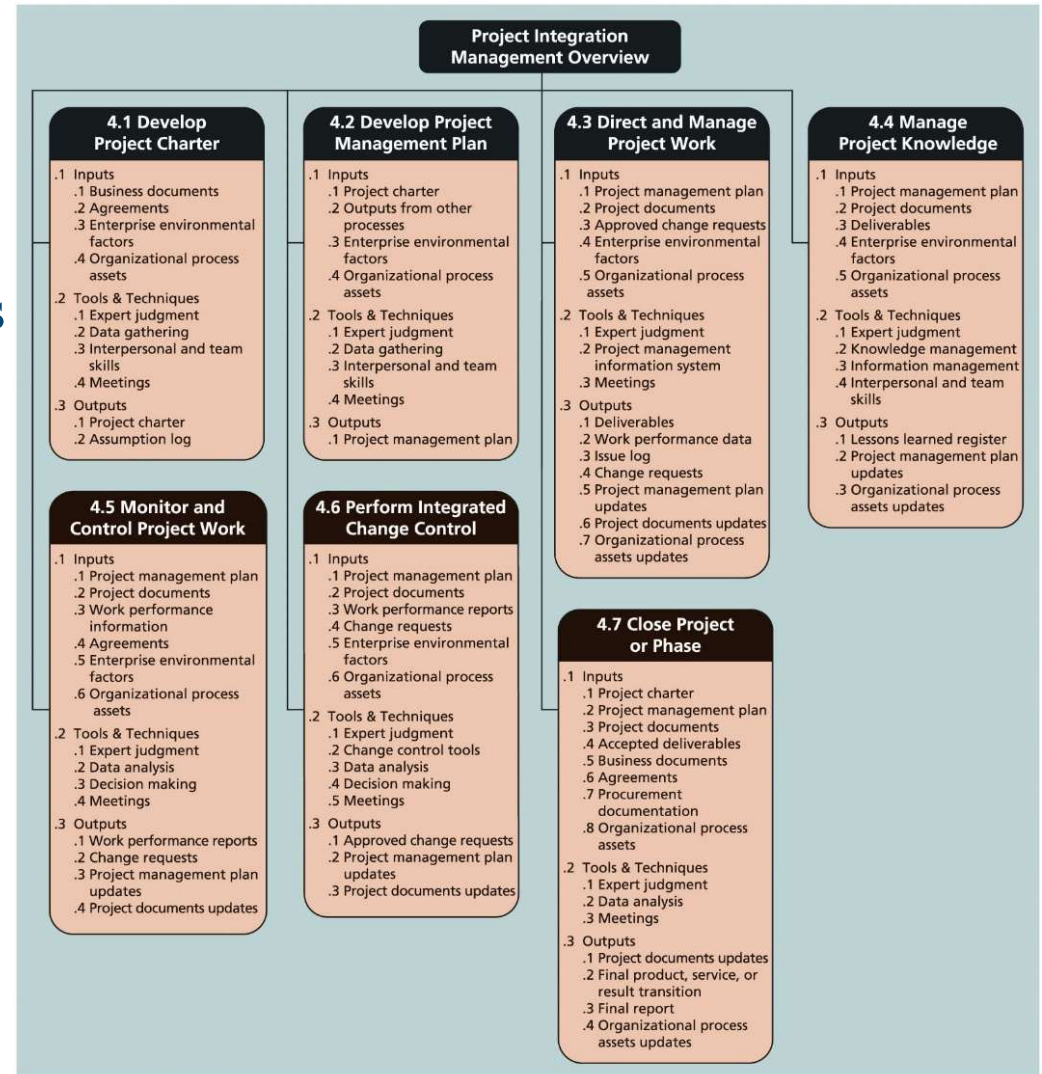 Project Integration
Management Overview
4.1 Develop
Project Charter
.1 Inputs
.1 Business documents
.2 Agreements
.3 Enterprise environmental
factors
.4 Organizational process
assets
.2 Tools & Techniques
.1 Expert judgment
.2 Data gathering
.3 Interpersonal and team
skills
.4 Meetings
.3 Outputs
.1 Project charter
.2 Assumption log
4.2 Develop Project
Management Plan
.1 Inputs
.1 Project charter
.2 Outputs from other
processes
.3 Enterprise environmental
factors
.4 Organizational process
assets
.2 Tools & Techniques
.1 Expert judgment
.2 Data gathering
.3 Interpersonal and team
skills
.4 Meetings
.3 Outputs
.1 Project management plan
4.3 Direct and Manage
Project Work
.1 Inputs
.1 Project management plan
.2 Project documents
.3 Approved change requests
.4 Enterprise environmental
factors
.5 Organizational process
assets
.2 Tools & Techniques
.1 Expert judgment
.2 Project management
information system
.3 Meetings
.3 Outputs
.1 Deliverables
.2 Work performance data
.3 Issue log
.4 Change requests
.5 Project management plan
updates
.6 Project documents updates
.7 Organizational process
assets updates
4.4 Manage
Project Knowledge
.1 Inputs
.1 Project management plan
.2 Project documents
.3 Deliverables
.4 Enterprise environmental
factors
.5 Organizational process
assets
.2 Tools & Techniques
.1 Expert judgment
.2 Knowledge management
.3 Information management
.4 Interpersonal and team
skills
.3 Outputs
.1 Lessons learned register
.2 Project management plan
updates
.3 Organizational process
assets updates
s
4.5 Monitor and
Control Project Work
.1 Inputs
.1 Project management plan
.2 Project documents
.3 Work performance
information
.4 Agreements
.5 Enterprise environmental
factors
.6 Organizational process
assets
.2 Tools & Techniques
.1 Expert judgment
.2 Data analysis
.3 Decision making
.4 Meetings
.3 Outputs
.1 Work performance reports
.2 Change requests
.3 Project management plan
updates
.4 Project documents updates
4.6 Perform Integrated
Change Control
.1 Inputs
.1 Project management plan
.2 Project documents
.3 Work performance reports
.4 Change requests
.5 Enterprise environmental
factors
.6 Organizational process
assets
.2 Tools & Techniques
.1 Expert judgment
.2 Change control tools
.3 Data analysis
.4 Decision making
.5 Meetings
.3 Outputs
.1 Approved change requests
.2 Project management plan
updates
.3 Project documents updates
4.7 Close Project
or Phase
.1 Inputs
.1 Project charter
.2 Project management plan
.3 Project documents
.4 Accepted deliverables
.5 Business documents
.6 Agreements
.7 Procurement
documentation
.8 Organizational process
assets
.2 Tools & Techniques
.1 Expert judgment
.2 Data analysis
.3 Meetings
.3 Outputs
.1 Project documents updates
.2 Final product, service, or
result transition
.3 Final report
.4 Organizational process
assets updates